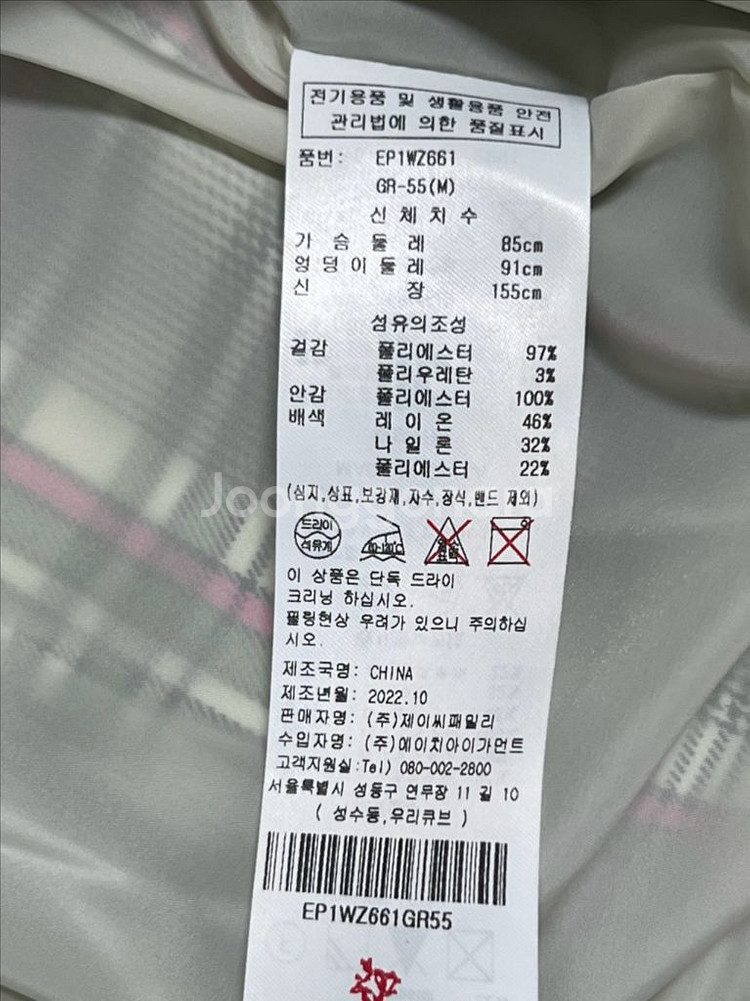 전기용품 및 생활용품 안전
관리법에 의한 품질표시
품번: EP1WZ661
GR-55(M)
신체치수
가슴둘레 85cm
엉덩이둘레 91cm
신장 155cm
섬유의조성
겉감 폴리에스터 97%
폴리우레탄 3%
안감 폴리에스터 100%
배색 레이온 46%
나일론 32%
폴리에스터 22%
(심지,상표,보강재,자수,장식,밴드 제외)
드라이
석유계
이 상품은 단독 드라이
크리닝 하십시오.
필링현상 우려가 있으니 주의하십
시오.
제조국명: CHINA
제조년월: 2022.10
판매자명: (주)제이씨패밀리
수입자명: (주)에이치아이가먼트
고객지원실:Tel) 080-002-2800
서울특별시 성동구 연무장 11 길 10
( 성수동,우리큐브 )
EP1WZ661GR55